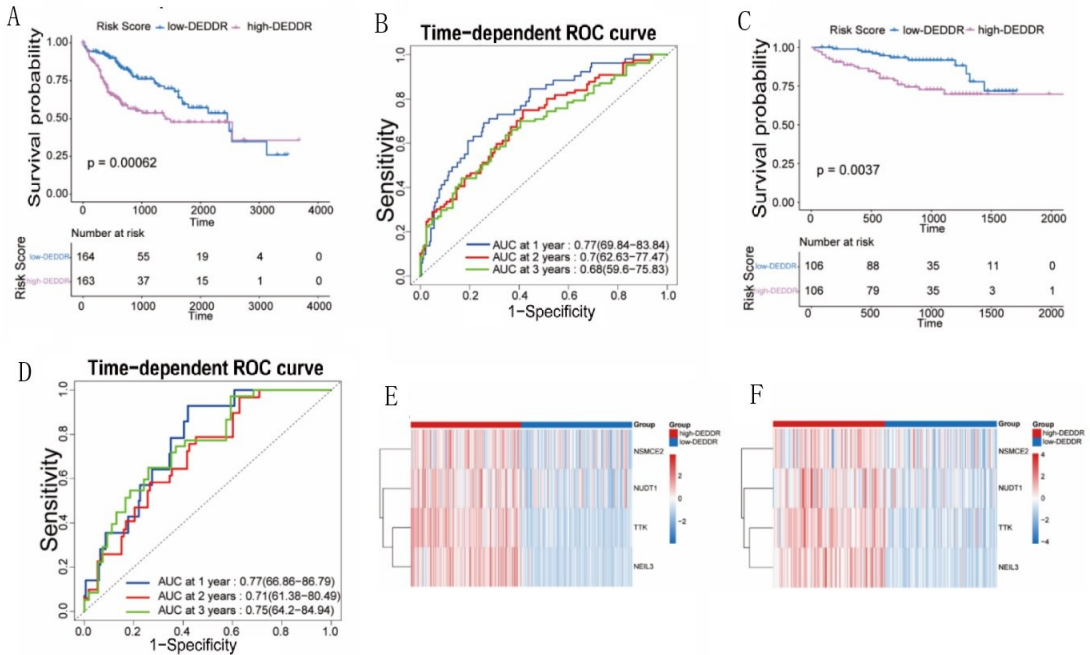 A
Risk Score low-DEDDR high-DEDDR
Survival probability
1.00
0.75
0.50
0.25
0.00
p = 0.00062
0 1000 2000 3000 4000
Time
Number at risk
Risk Score
low-DEDDR 164 55 19 4 0
high-DEDDR 163 37 15 1 0
0 1000 2000 3000 4000
Time
B
Time-dependent ROC curve
Sensitivity
1.0
0.8
0.6
0.4
0.2
0.0
AUC at 1 year : 0.77(69.84-83.84)
AUC at 2 years : 0.7(62.63-77.47)
AUC at 3 years : 0.68(59.6-75.83)
0.0 0.2 0.4 0.6 0.8 1.0
1-Specificity
C
Risk Score low-DEDDR high-DEDDR
Survival probability
1.00
0.75
0.50
0.25
0.00
p = 0.0037
0 500 1000 1500 2000
Time
Number at risk
Risk Score
low-DEDDR 106 88 35 11 0
high-DEDDR 106 79 35 3 1
0 500 1000 1500 2000
Time
D
Time-dependent ROC curve
Sensitivity
1.0
0.8
0.6
0.4
0.2
0.0
AUC at 1 year : 0.77(66.86-86.79)
AUC at 2 years : 0.71(61.38-80.49)
AUC at 3 years : 0.75(64.2-84.94)
0.0 0.2 0.4 0.6 0.8 1.0
1-Specificity
E
Group
NSMCE2
NUDT1
TTK
NEIL3
Group
high-DEDDR
low-DEDDR
2
0
-2
F
Group
NSMCE2
NUDT1
TTK
NEIL3
Group
high-DEDDR
low-DEDDR
4
2
0
-2
-4